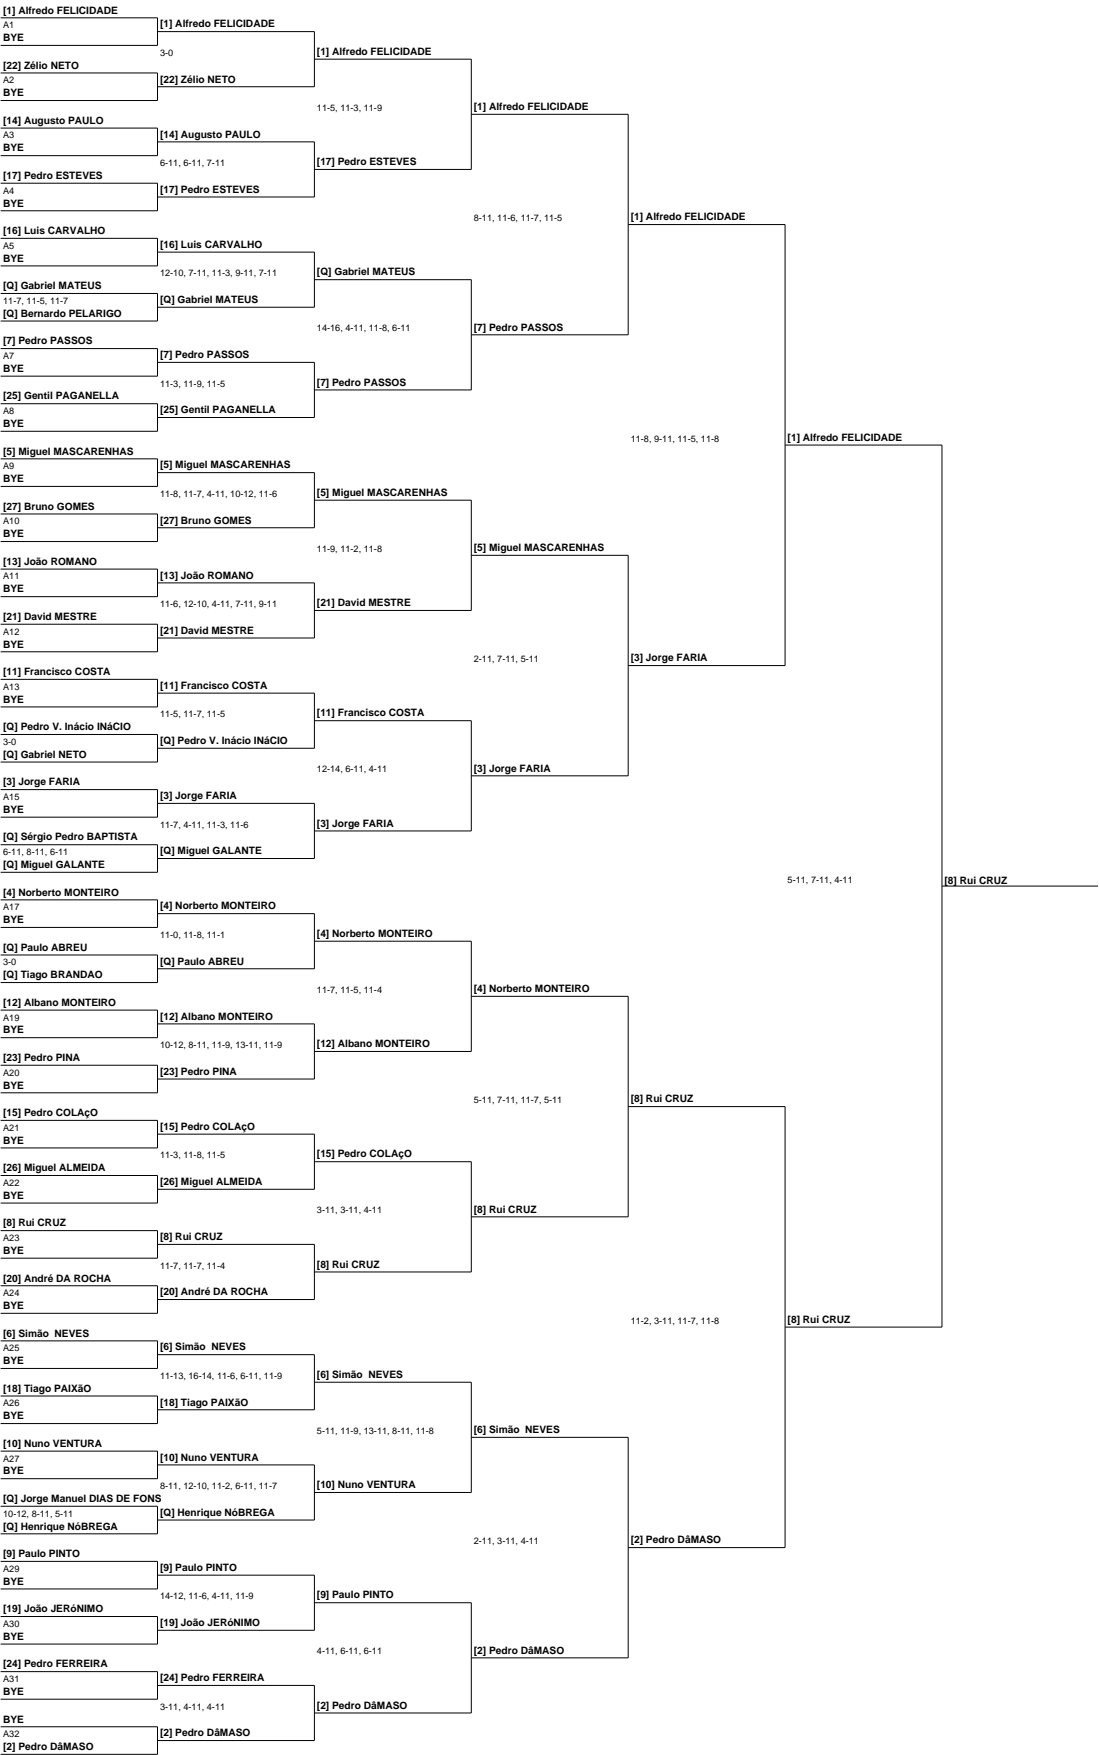 [1] Alfredo FELICIDADE
A1
BYE
[1] Alfredo FELICIDADE
3-0
[22] Zélio NETO
A2
BYE
[22] Zélio NETO
[1] Alfredo FELICIDADE
11-5, 11-3, 11-9
[14] Augusto PAULO
A3
BYE
[14] Augusto PAULO
6-11, 6-11, 7-11
[17] Pedro ESTEVES
A4
BYE
[17] Pedro ESTEVES
[17] Pedro ESTEVES
[1] Alfredo FELICIDADE
8-11, 11-6, 11-7, 11-5
[16] Luis CARVALHO
A5
BYE
[16] Luis CARVALHO
12-10, 7-11, 11-3, 9-11, 7-11
[Q] Gabriel MATEUS
11-7, 11-5, 11-7
[Q] Bernardo PELARIGO
[Q] Gabriel MATEUS
[Q] Gabriel MATEUS
14-16, 4-11, 11-8, 6-11
[7] Pedro PASSOS
A7
BYE
[7] Pedro PASSOS
11-3, 11-9, 11-5
[25] Gentil PAGANELLA
A8
BYE
[25] Gentil PAGANELLA
[7] Pedro PASSOS
[7] Pedro PASSOS
[1] Alfredo FELICIDADE
11-8, 9-11, 11-5, 11-8
[5] Miguel MASCARENHAS
A9
BYE
[5] Miguel MASCARENHAS
11-8, 11-7, 4-11, 10-12, 11-6
[27] Bruno GOMES
A10
BYE
[27] Bruno GOMES
[5] Miguel MASCARENHAS
11-9, 11-2, 11-8
[13] João ROMANO
A11
BYE
[13] João ROMANO
11-6, 12-10, 4-11, 7-11, 9-11
[21] David MESTRE
A12
BYE
[21] David MESTRE
[21] David MESTRE
[5] Miguel MASCARENHAS
2-11, 7-11, 5-11
[11] Francisco COSTA
A13
BYE
[11] Francisco COSTA
11-5, 11-7, 11-5
[Q] Pedro V. Inácio INáCIO
3-0
[Q] Gabriel NETO
[Q] Pedro V. Inácio INáCIO
[11] Francisco COSTA
12-14, 6-11, 4-11
[3] Jorge FARIA
A15
BYE
[3] Jorge FARIA
11-7, 4-11, 11-3, 11-6
[Q] Sérgio Pedro BAPTISTA
6-11, 8-11, 6-11
[Q] Miguel GALANTE
[Q] Miguel GALANTE
[3] Jorge FARIA
[3] Jorge FARIA
[3] Jorge FARIA
[1] Alfredo FELICIDADE
5-11, 7-11, 4-11
[8] Rui CRUZ
[4] Norberto MONTEIRO
A17
BYE
[4] Norberto MONTEIRO
11-0, 11-8, 11-1
[Q] Paulo ABREU
3-0
[Q] Tiago BRANDAO
[Q] Paulo ABREU
[4] Norberto MONTEIRO
11-7, 11-5, 11-4
[12] Albano MONTEIRO
A19
BYE
[12] Albano MONTEIRO
10-12, 8-11, 11-9, 13-11, 11-9
[23] Pedro PINA
A20
BYE
[23] Pedro PINA
[12] Albano MONTEIRO
[4] Norberto MONTEIRO
5-11, 7-11, 11-7, 5-11
[15] Pedro COLAçO
A21
BYE
[15] Pedro COLAçO
11-3, 11-8, 11-5
[26] Miguel ALMEIDA
A22
BYE
[26] Miguel ALMEIDA
[15] Pedro COLAçO
3-11, 3-11, 4-11
[8] Rui CRUZ
A23
BYE
[8] Rui CRUZ
11-7, 11-7, 11-4
[20] André DA ROCHA
A24
BYE
[20] André DA ROCHA
[8] Rui CRUZ
[8] Rui CRUZ
[8] Rui CRUZ
11-2, 3-11, 11-7, 11-8
[8] Rui CRUZ
[6] Simão  NEVES
A25
BYE
[6] Simão  NEVES
11-13, 16-14, 11-6, 6-11, 11-9
[18] Tiago PAIXãO
A26
BYE
[18] Tiago PAIXãO
[6] Simão  NEVES
5-11, 11-9, 13-11, 8-11, 11-8
[10] Nuno VENTURA
A27
BYE
[10] Nuno VENTURA
8-11, 12-10, 11-2, 6-11, 11-7
[Q] Jorge Manuel DIAS DE FONS
10-12, 8-11, 5-11
[Q] Henrique NóBREGA
[Q] Henrique NóBREGA
[10] Nuno VENTURA
[6] Simão  NEVES
2-11, 3-11, 4-11
[9] Paulo PINTO
A29
BYE
[9] Paulo PINTO
14-12, 11-6, 4-11, 11-9
[19] João JERóNIMO
A30
BYE
[19] João JERóNIMO
[9] Paulo PINTO
4-11, 6-11, 6-11
[24] Pedro FERREIRA
A31
BYE
[24] Pedro FERREIRA
3-11, 4-11, 4-11
BYE
A32
[2] Pedro DâMASO
[2] Pedro DâMASO
[2] Pedro DâMASO
[2] Pedro DâMASO
[2] Pedro DâMASO